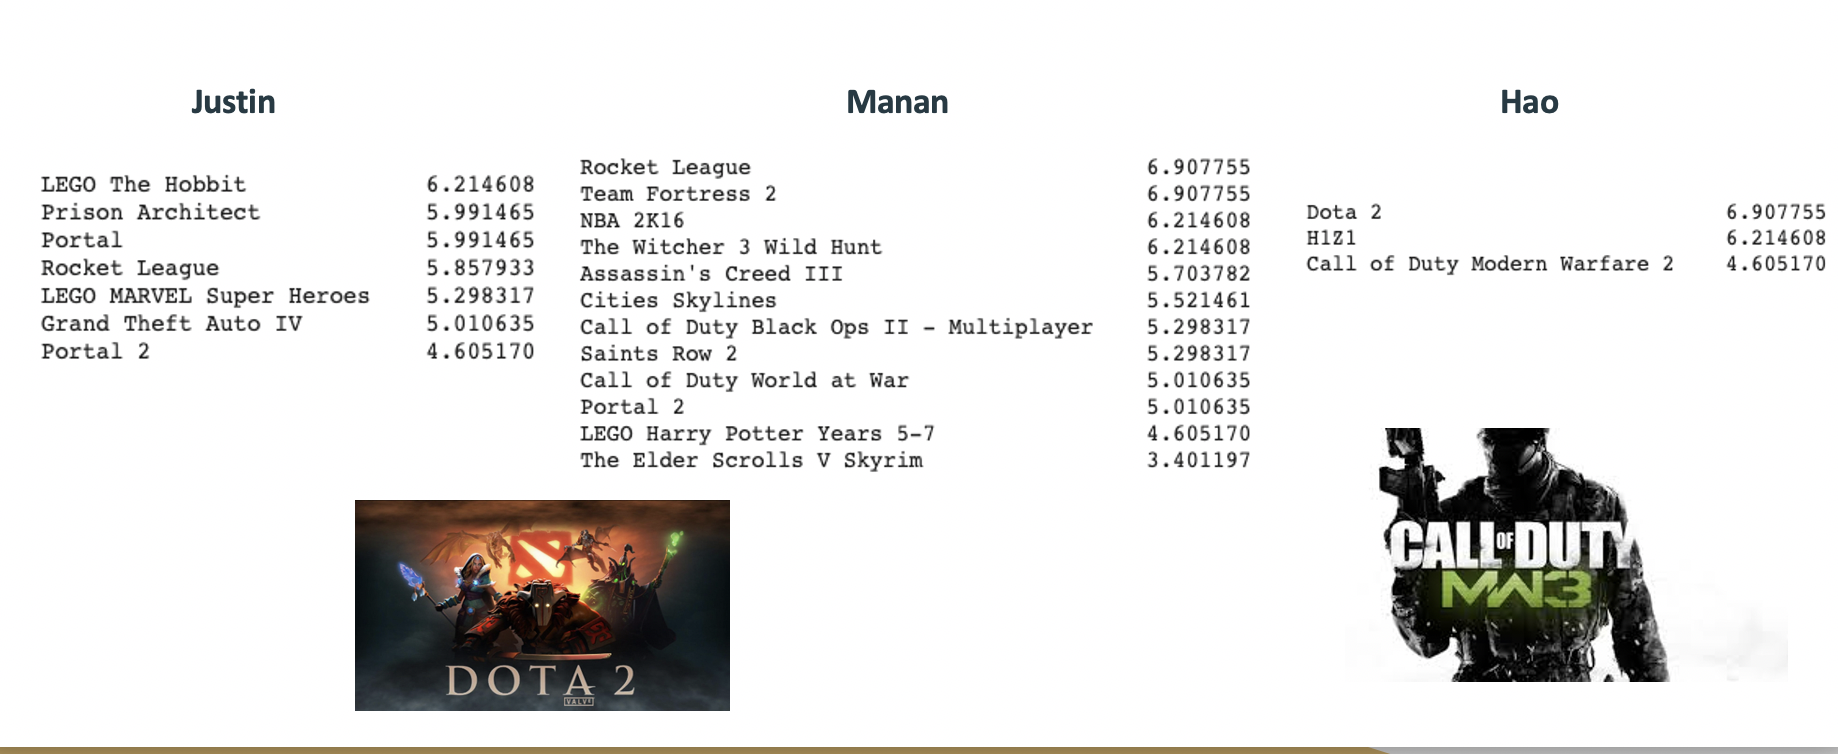 Justin
LEGO The Hobbit 6.214608
Prison Architect 5.991465
Portal 5.991465
Rocket League 5.857933
LEGO MARVEL Super Heroes 5.298317
Grand Theft Auto IV 5.010635
Portal 2 4.605170
Manan
Rocket League 6.907755
Team Fortress 2 6.907755
NBA 2K16 6.214608
The Witcher 3 Wild Hunt 6.214608
Assassin's Creed III 5.703782
Cities Skylines 5.521461
Call of Duty Black Ops II - Multiplayer 5.298317
Saints Row 2 5.298317
Call of Duty World at War 5.010635
Portal 2 5.010635
LEGO Harry Potter Years 5-7 4.605170
The Elder Scrolls V Skyrim 3.401197
Hao
Dota 2 6.907755
H1Z1 6.214608
Call of Duty Modern Warfare 2 4.605170
DOTA 2
VALVE
CALL OF DUTY
MW3